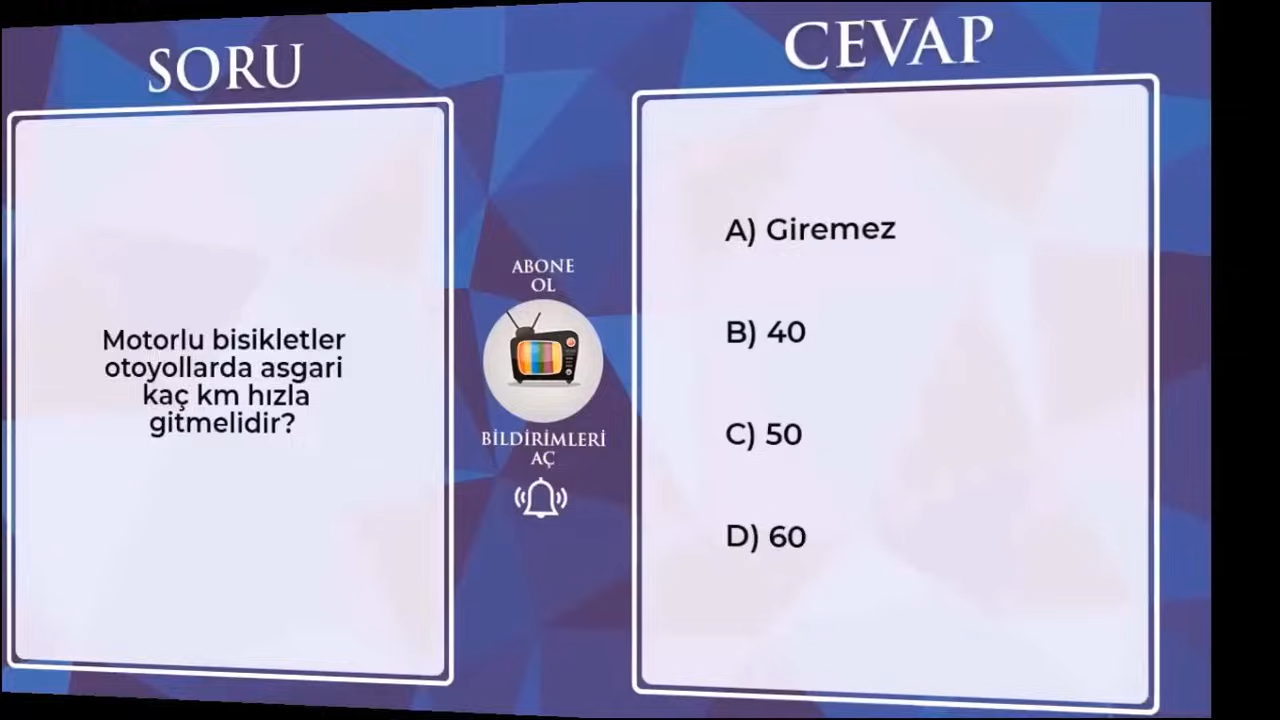 SORU
Motorlu bisikletler
otoyollarda asgari
kaç km hızla
gitmelidir?
ABONE
OL
BİLDİRİMLERİ
AÇ
CEVAP
A) Giremez
B) 40
C) 50
D) 60